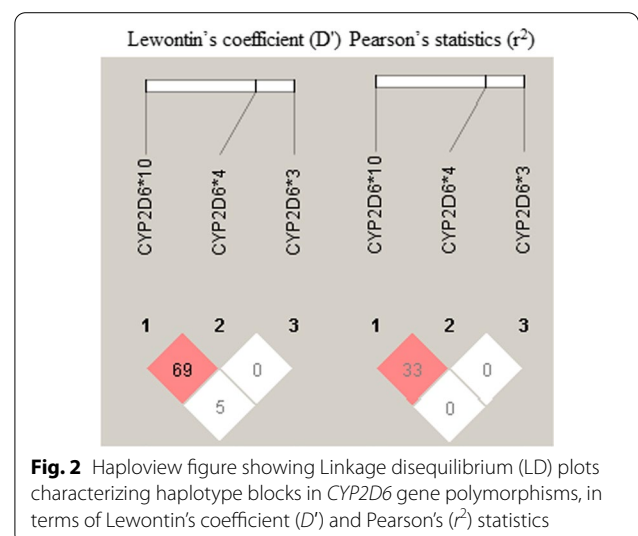 Lewontin's coefficient (D') Pearson's statistics (r²)
CYP2D6*10 CYP2D6*4 CYP2D6*3 CYP2D6*10 CYP2D6*4 CYP2D6*3
1 2 3 1 2 3
69 0 33 0
5 0
Fig. 2 Haploview figure showing Linkage disequilibrium (LD) plots
characterizing haplotype blocks in CYP2D6 gene polymorphisms, in
terms of Lewontin's coefficient (D′) and Pearson's (r²) statistics